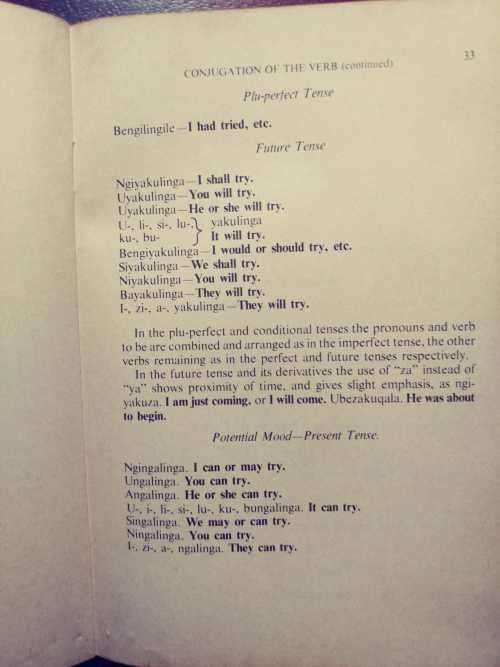 33
CONJUGATION OF THE VERB (continued)
Plu-perfect Tense
Bengilingile—I had tried, etc.
Future Tense
Ngiyakulinga—I shall try.
Uyakulinga—You will try.
Uyakulinga—He or she will try.
U-, li-, si-, lu-, } yakulinga
ku-, bu- } It will try.
Bengiyakulinga—I would or should try, etc.
Siyakulinga—We shall try.
Niyakulinga—You will try.
Bayakulinga—They will try.
I-, zi-, a-, yakulinga—They will try.
In the plu-perfect and conditional tenses the pronouns and verb
to be are combined and arranged as in the imperfect tense, the other
verbs remaining as in the perfect and future tenses respectively.
In the future tense and its derivatives the use of "za" instead of
"ya" shows proximity of time, and gives slight emphasis, as ngi-
yakuza. I am just coming, or I will come. Ubezakuqala. He was about
to begin.
Potential Mood—Present Tense.
Ngingalinga. I can or may try.
Ungalinga. You can try.
Angalinga. He or she can try.
U-, i-, li-, si-, lu-, ku-, bungalinga. It can try.
Singalinga. We may or can try.
Ningalinga. You can try.
I-, zi-, a-, ngalinga. They can try.